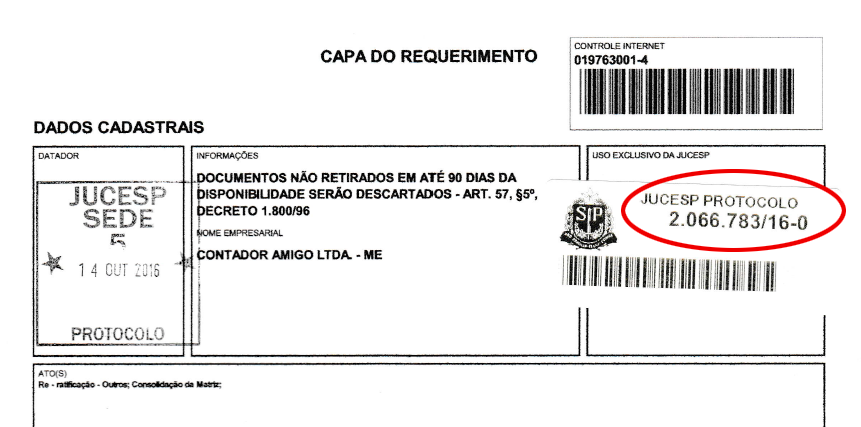 CAPA DO REQUERIMENTO
CONTROLE INTERNET
019763001-4
DADOS CADASTRAIS
DATADOR
JUCESP
SEDE
5
14 OUT 2016
PROTOCOLO
INFORMAÇÕES
DOCUMENTOS NÃO RETIRADOS EM ATÉ 90 DIAS DA
DISPONIBILIDADE SERÃO DESCARTADOS - ART. 57, §5º,
DECRETO 1.800/96
NOME EMPRESARIAL
CONTADOR AMIGO LTDA. - ME
USO EXCLUSIVO DA JUCESP
SP
JUCESP PROTOCOLO
2.066.783/16-0
ATO(S)
Re - ratificação - Outros; Consolidação da Matriz;